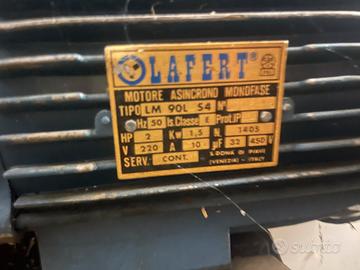 LAFERT®
MOTORE ASINCRONO MONOFASE
TIPO LM 90L S4 N°
Hz 50 Is.Classe E Prot.IP
HP 2 Kw 1,5 N. 1405
V 220 A 10 µF 32 450 V
SERV. CONT. S. DONA' DI PIAVE
(VENEZIA) - ITALY
subito